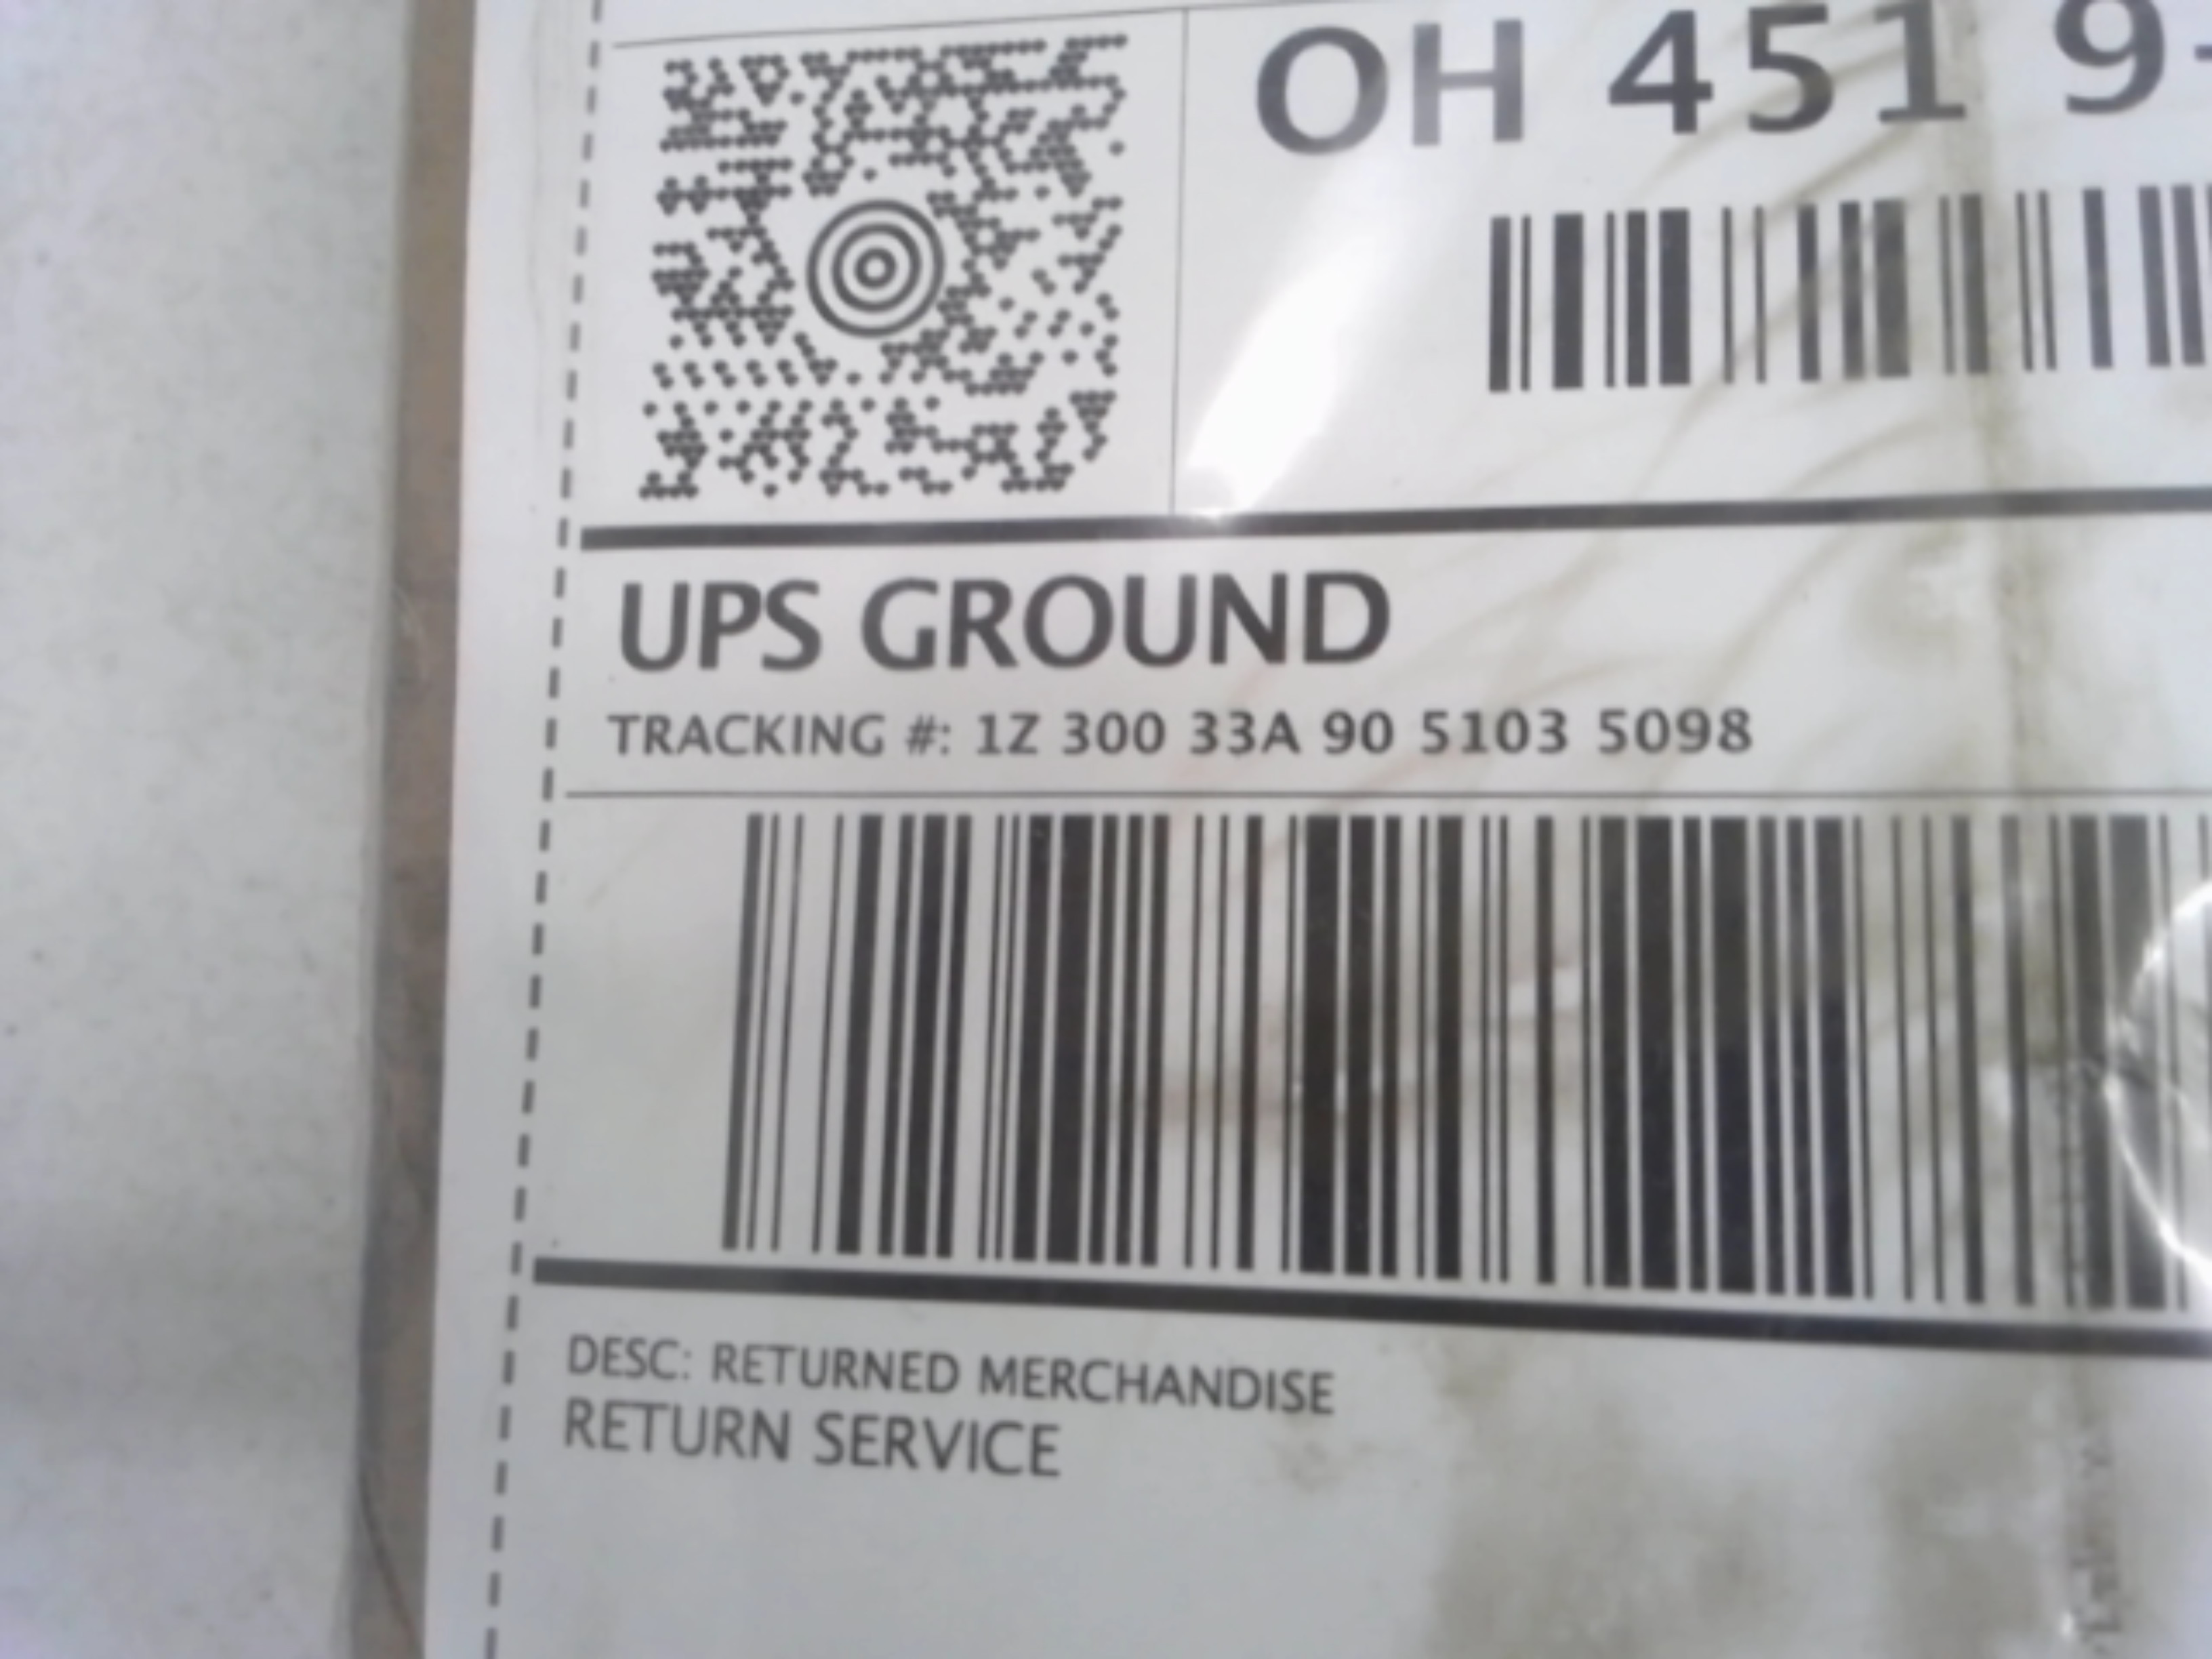 OH 451 9-
UPS GROUND
TRACKING #: 1Z 300 33A 90 5103 5098
DESC: RETURNED MERCHANDISE
RETURN SERVICE